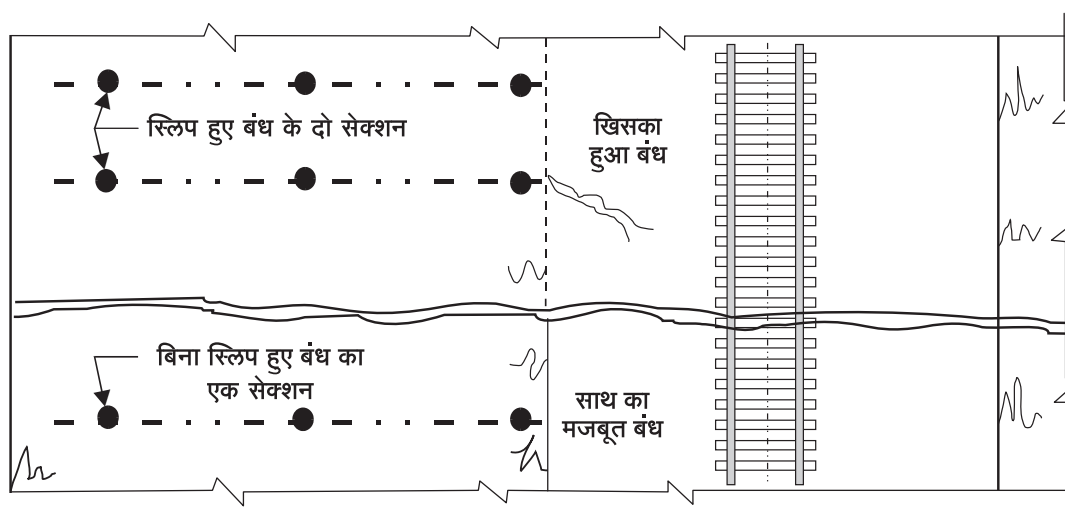 स्लिप हुए बंध के दो सेक्शन
खिसका
हुआ बंध
बिना स्लिप हुए बंध का
एक सेक्शन
साथ का
मजबूत बंध